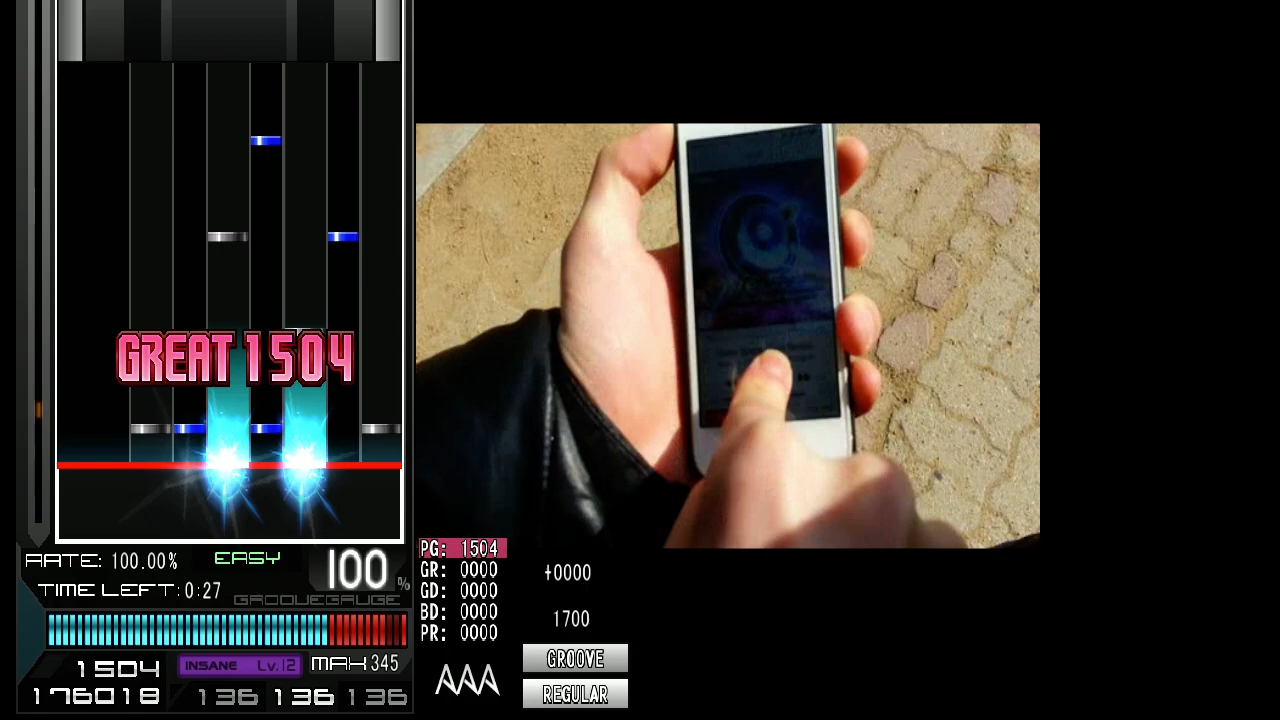 GREAT 1504
RATE: 100.00%
EASY
100 %
TIME LEFT: 0:27
GROOVEGAUGE
1504
INSANE Lv.12
MAX 345
176018
136 136 136
PG: 1504
GR: 0000
GD: 0000
BD: 0000
PR: 0000
+0000
1700
AAA
GROOVE
REGULAR